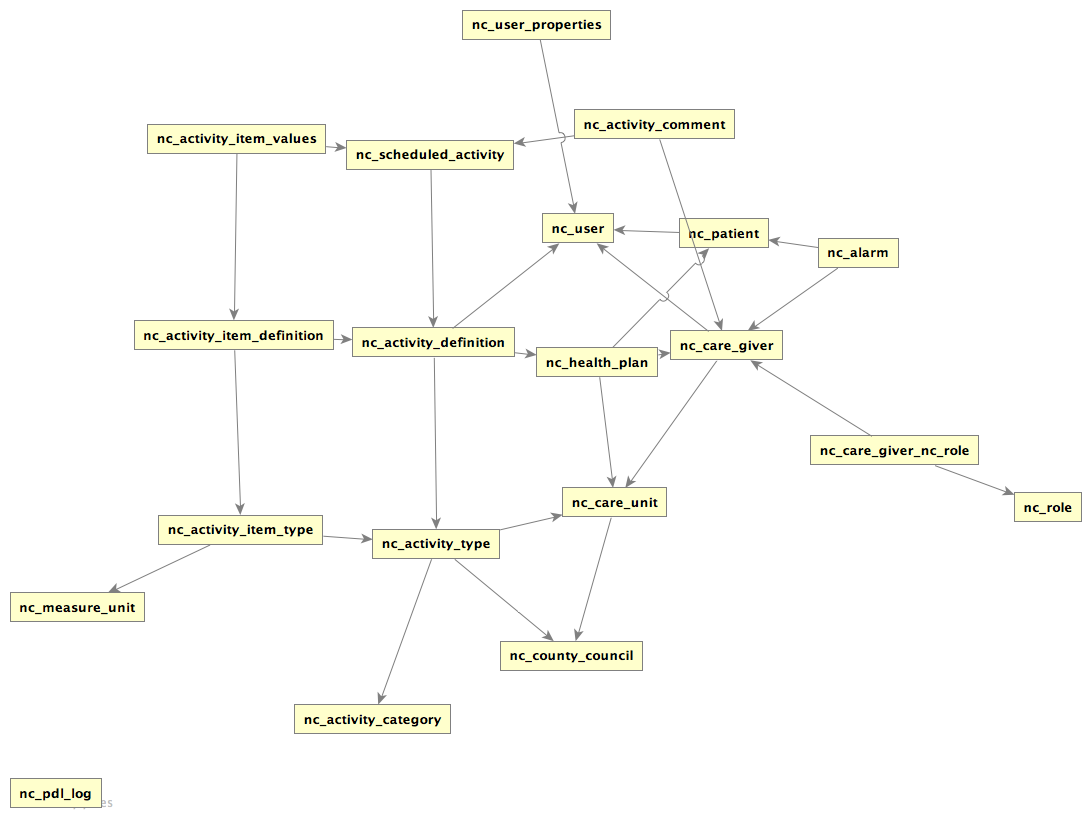 nc_user_properties
nc_activity_comment
nc_activity_item_values
nc_scheduled_activity
nc_user
nc_patient
nc_alarm
nc_activity_item_definition
nc_activity_definition
nc_care_giver
nc_health_plan
nc_care_giver_nc_role
nc_care_unit
nc_role
nc_activity_item_type
nc_activity_type
nc_measure_unit
nc_county_council
nc_activity_category
nc_pdl_log